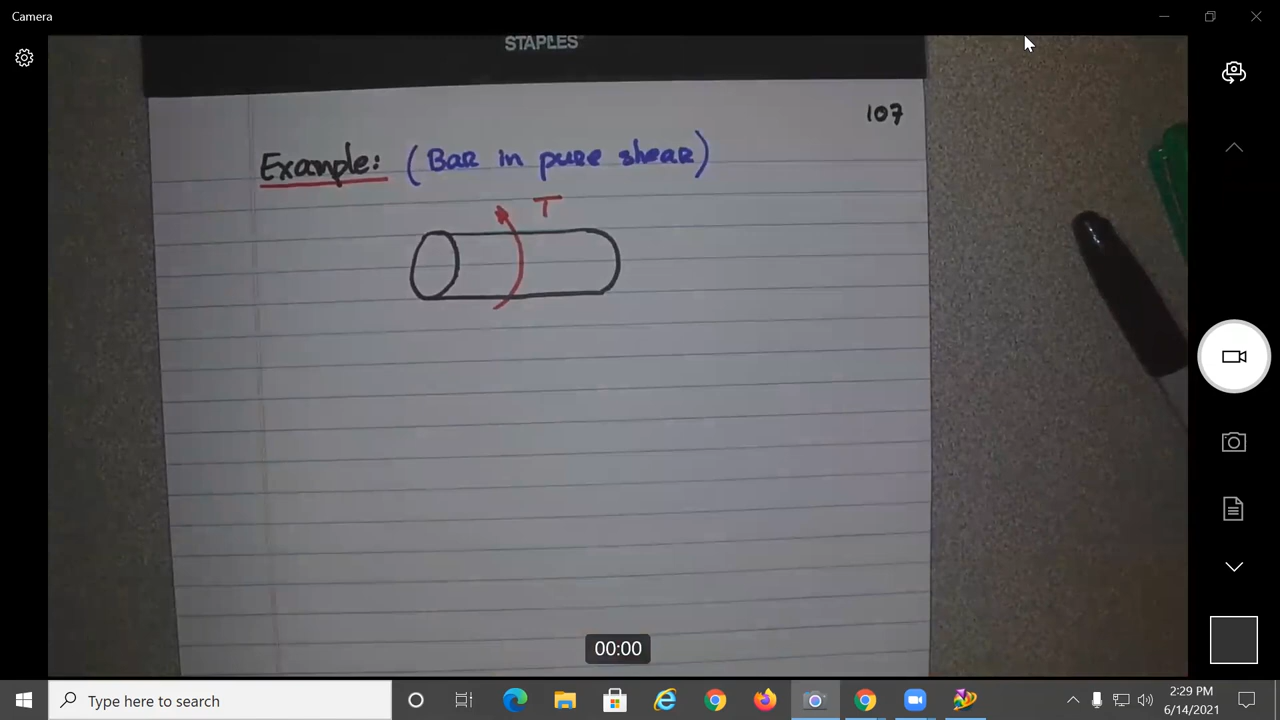 Camera
STAPLES
107
Example: (Bar in pure shear)
T
00:00
Type here to search
2:29 PM
6/14/2021